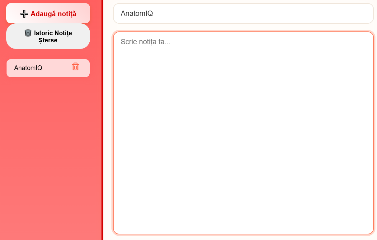 Adaugă notiță
Istoric Notițe
Șterse
AnatomIQ
AnatomIQ
Scrie notița ta...